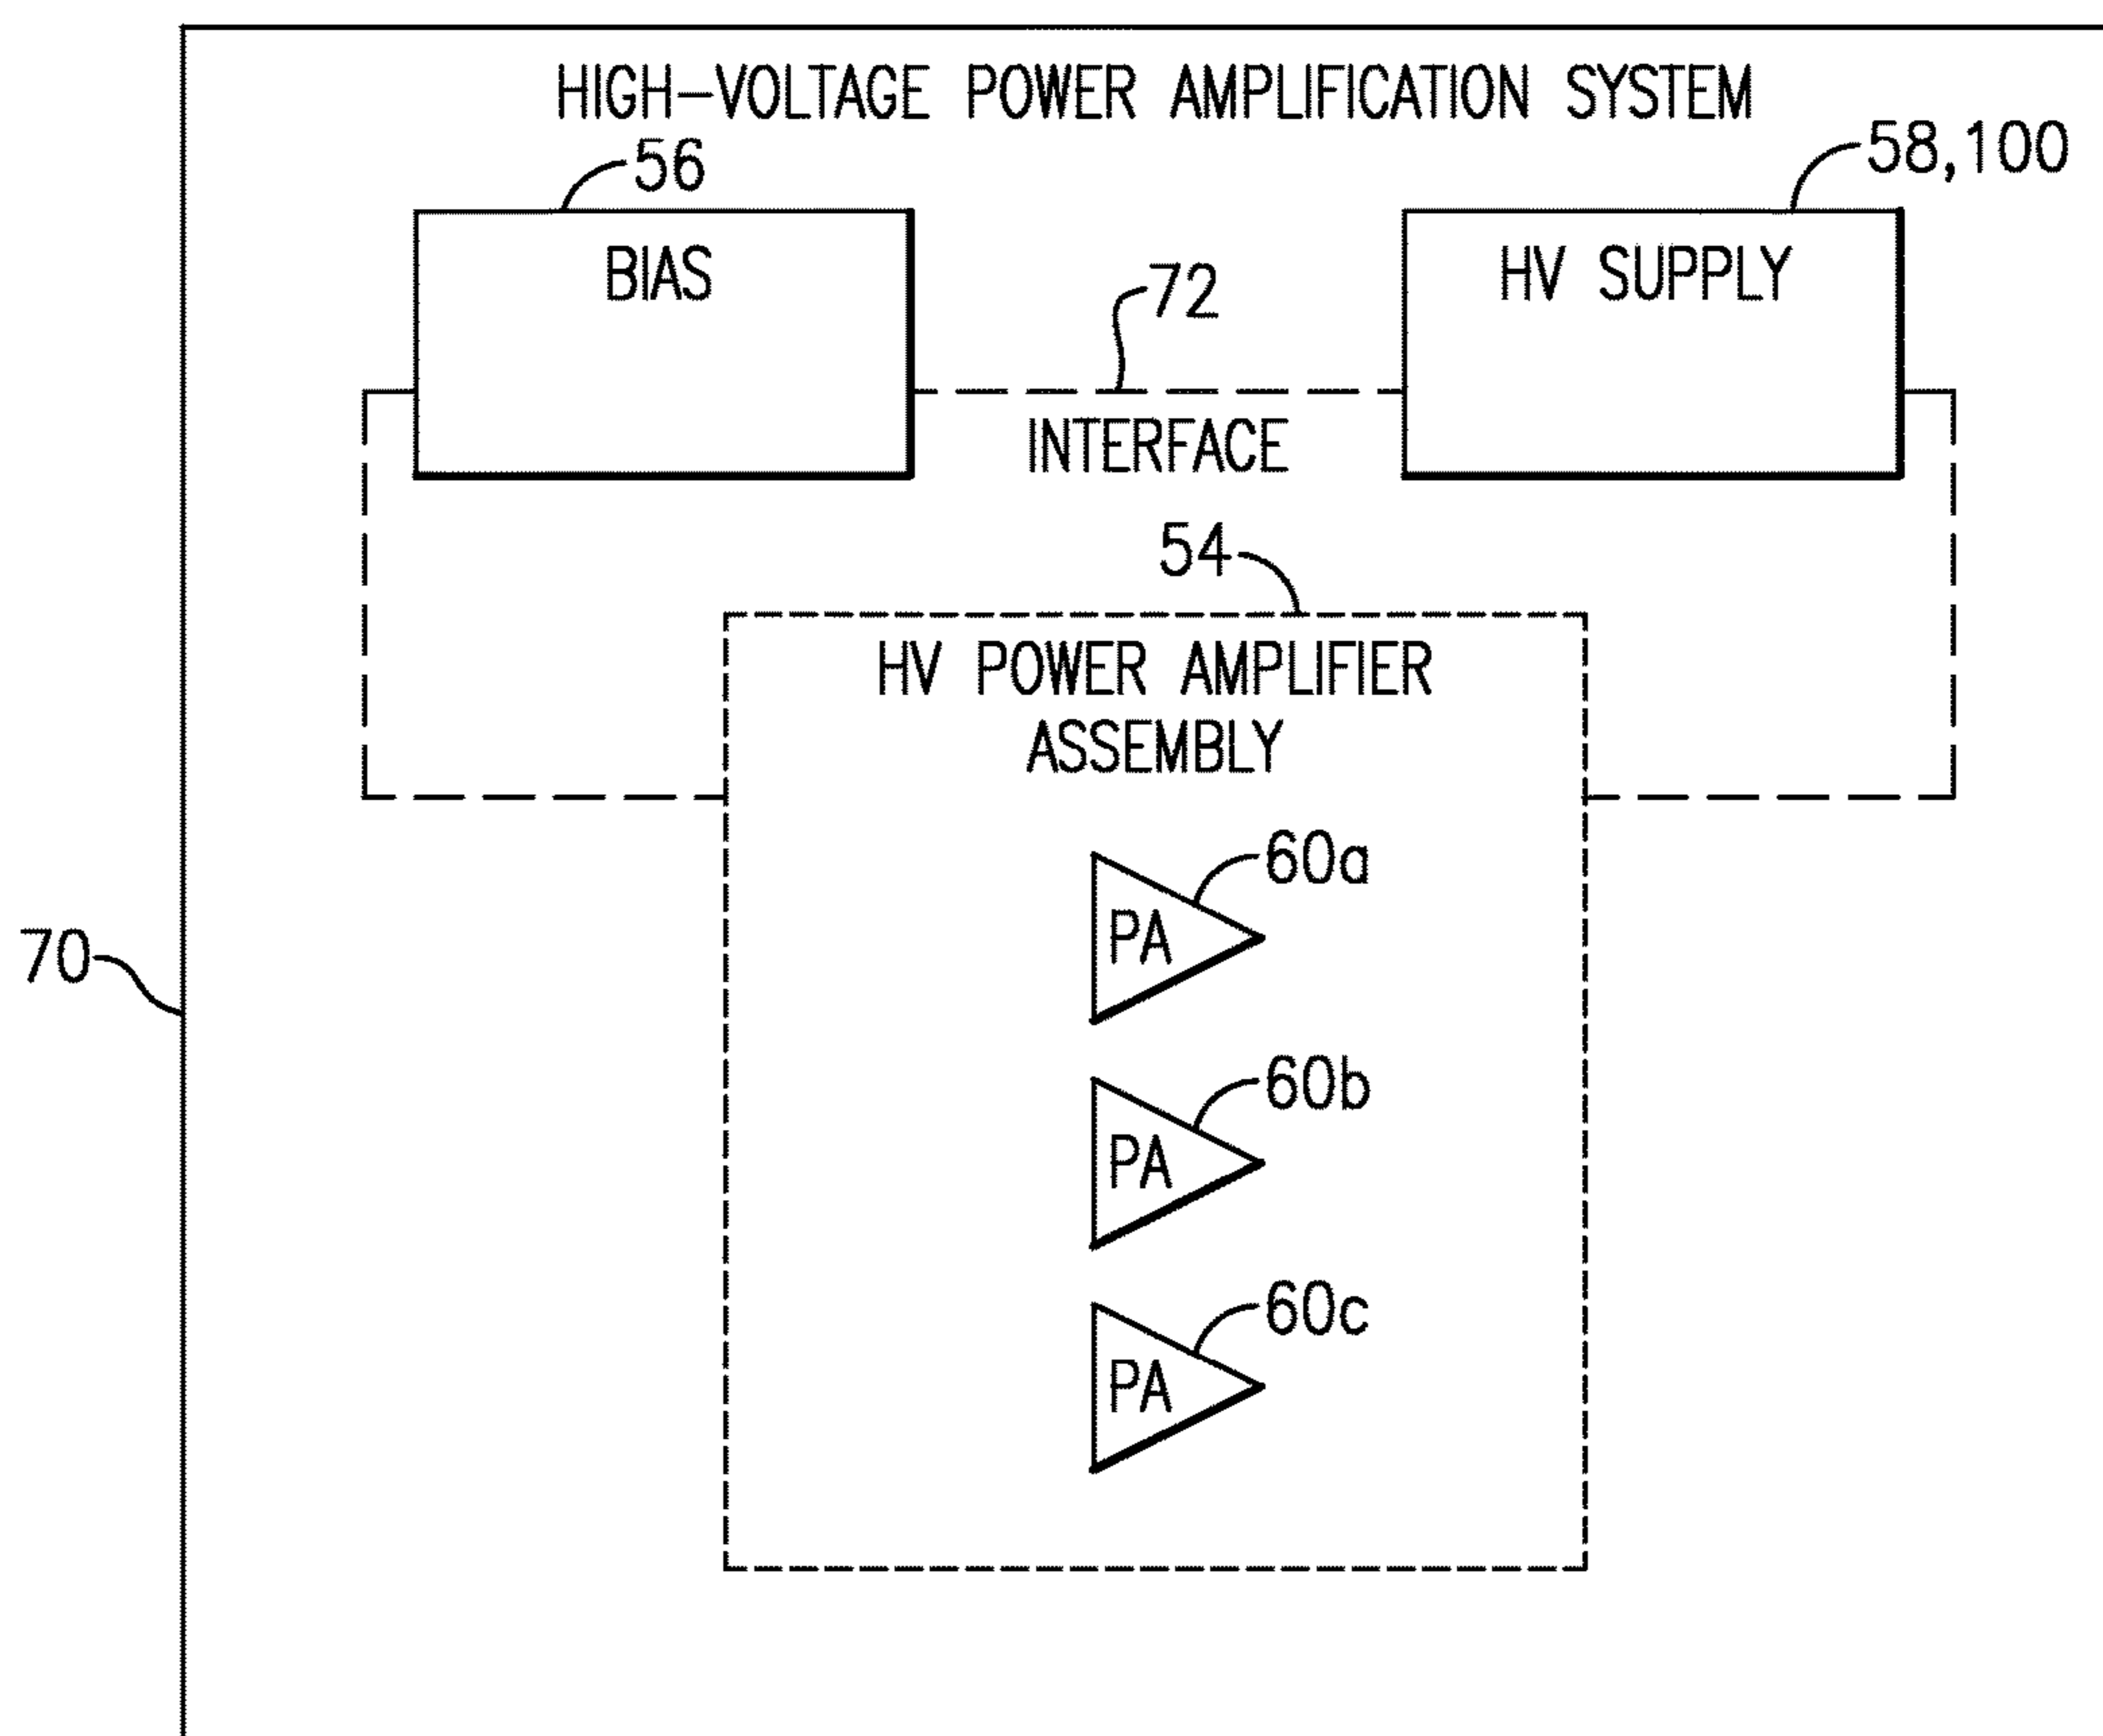 HIGH-VOLTAGE POWER AMPLIFICATION SYSTEM
56
58,100
BIAS
HV SUPPLY
72
INTERFACE
54
HV POWER AMPLIFIER
ASSEMBLY
60a
PA
70
60b
PA
60c
PA